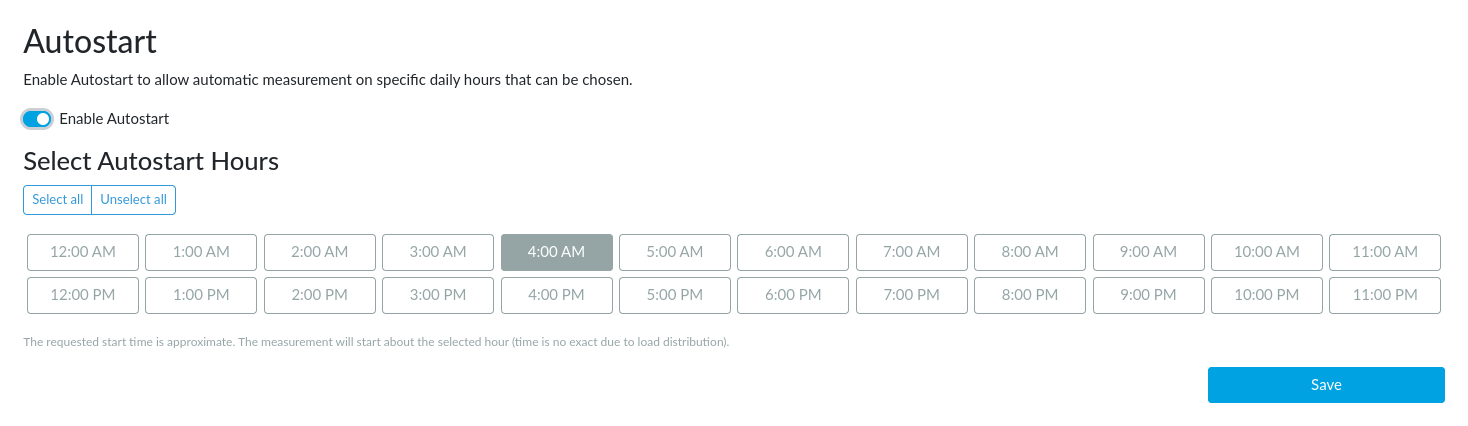 Autostart
Enable Autostart to allow automatic measurement on specific daily hours that can be chosen.
Enable Autostart
Select Autostart Hours
Select all Unselect all
12:00 AM 1:00 AM 2:00 AM 3:00 AM 4:00 AM 5:00 AM 6:00 AM 7:00 AM 8:00 AM 9:00 AM 10:00 AM 11:00 AM
12:00 PM 1:00 PM 2:00 PM 3:00 PM 4:00 PM 5:00 PM 6:00 PM 7:00 PM 8:00 PM 9:00 PM 10:00 PM 11:00 PM
The requested start time is approximate. The measurement will start about the selected hour (time is no exact due to load distribution).
Save